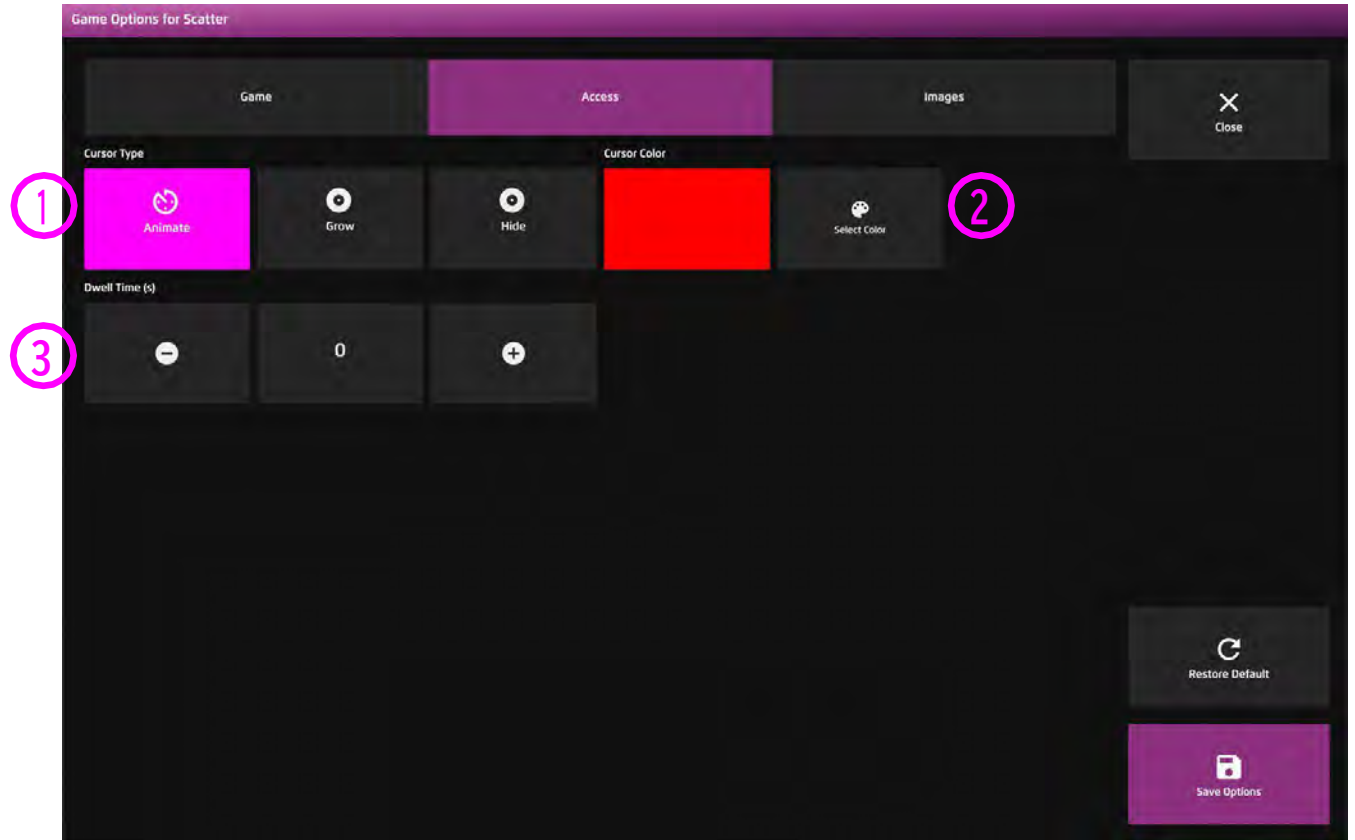 Game Options for Scatter
Game
Access
Images
Close
Cursor Type
Cursor Color
1
Animate
Grow
Hide
Select Color
2
Dwell Time (s)
3
0
Restore Default
Save Options